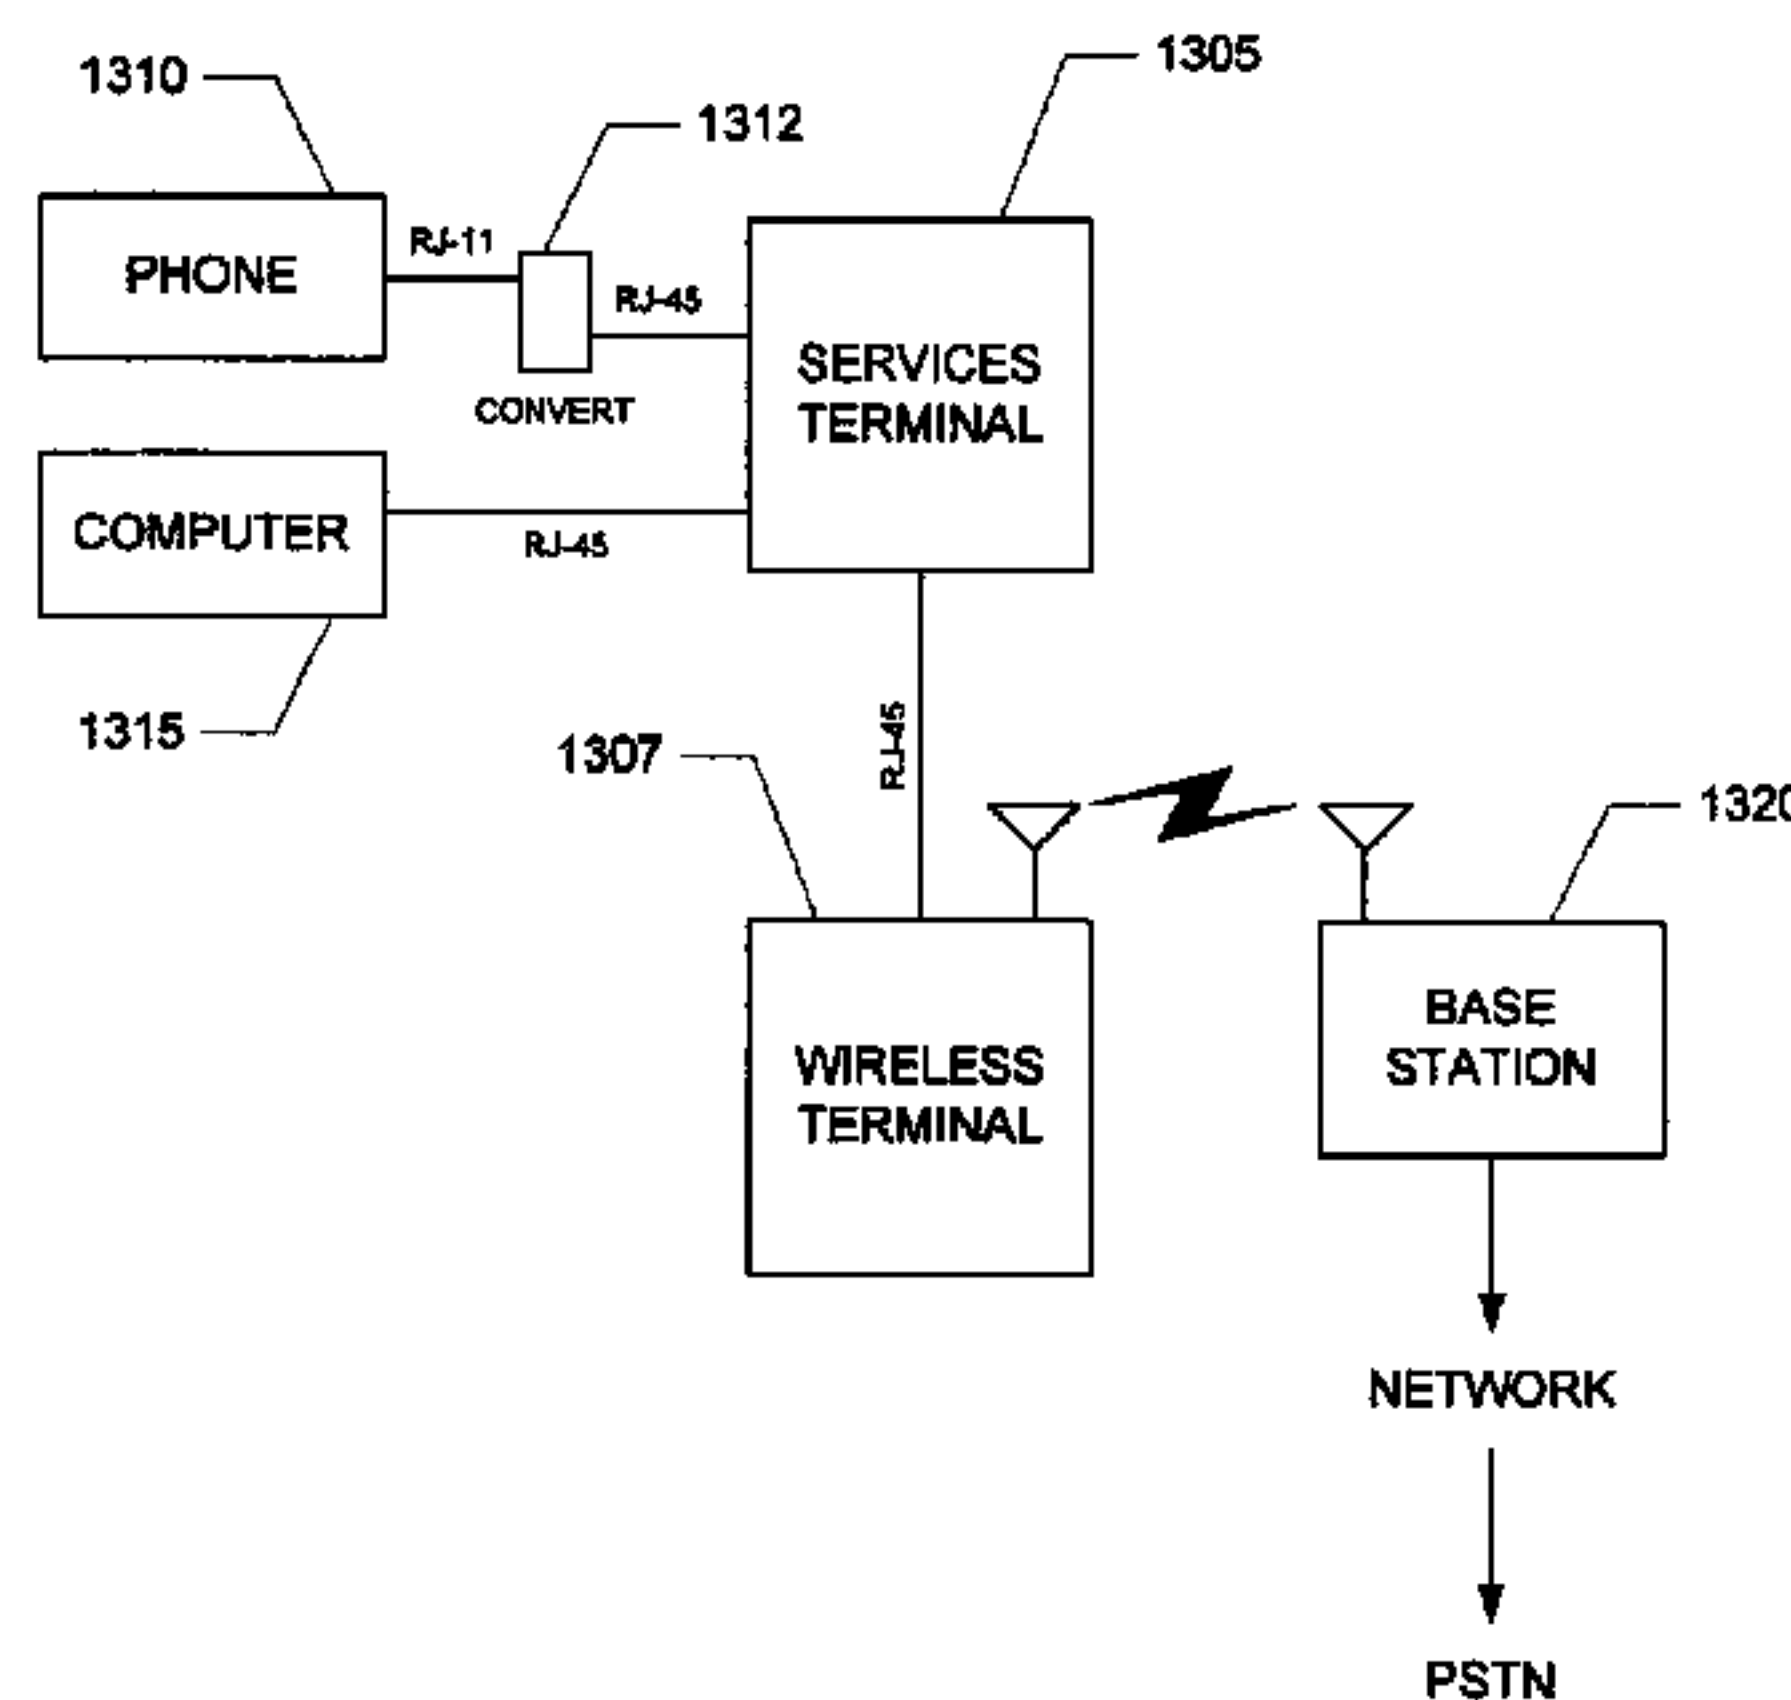 1310
1305
1312
PHONE
RJ-11
RJ-45
SERVICES
TERMINAL
CONVERT
COMPUTER
RJ-45
1315
1307
RJ-45
1320
WIRELESS
TERMINAL
BASE
STATION
NETWORK
PSTN